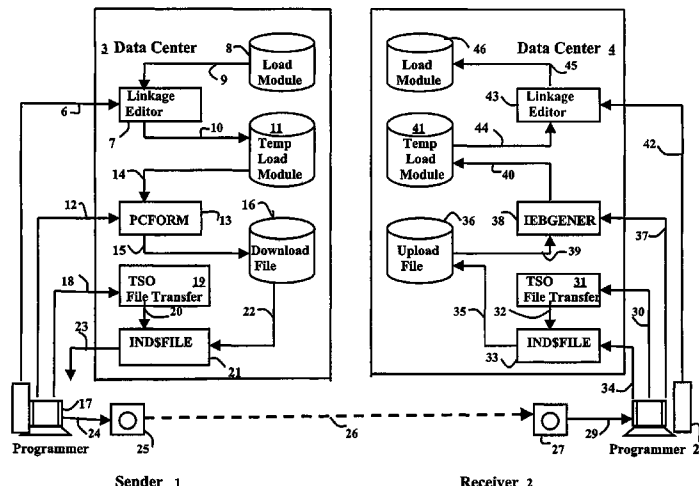 3 Data Center
8
Load
Module
9
6
Linkage
Editor
7
10
11
Temp
Load
Module
14
12
PCFORM
13
16
15
Download
File
18
TSO 19
File Transfer
20
22
23
IND$FILE
21
17
24
25
Programmer
Sender 1
26
46
Data Center 4
Load
Module
45
43
Linkage
Editor
41
Temp
Load
Module
44
42
40
36
38
IEBGENER
37
Upload
File
39
TSO 31
File Transfer
35
32
30
IND$FILE
33
34
27
29
Programmer 2
Receiver 2